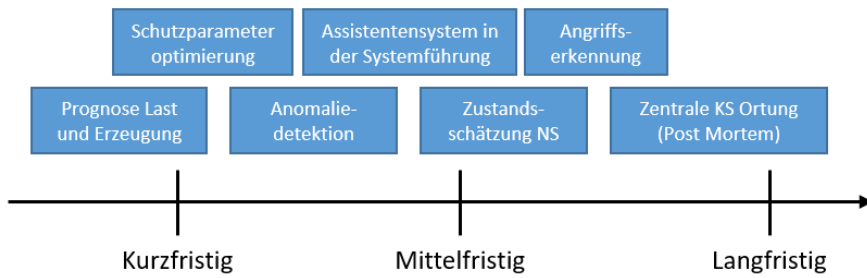 Schutzparameter
optimierung
Assistentensystem in
der Systemführung
Angriffs-
erkennung
Prognose Last
und Erzeugung
Anomalie-
detektion
Zustands-
schätzung NS
Zentrale KS Ortung
(Post Mortem)
Kurzfristig
Mittelfristig
Langfristig